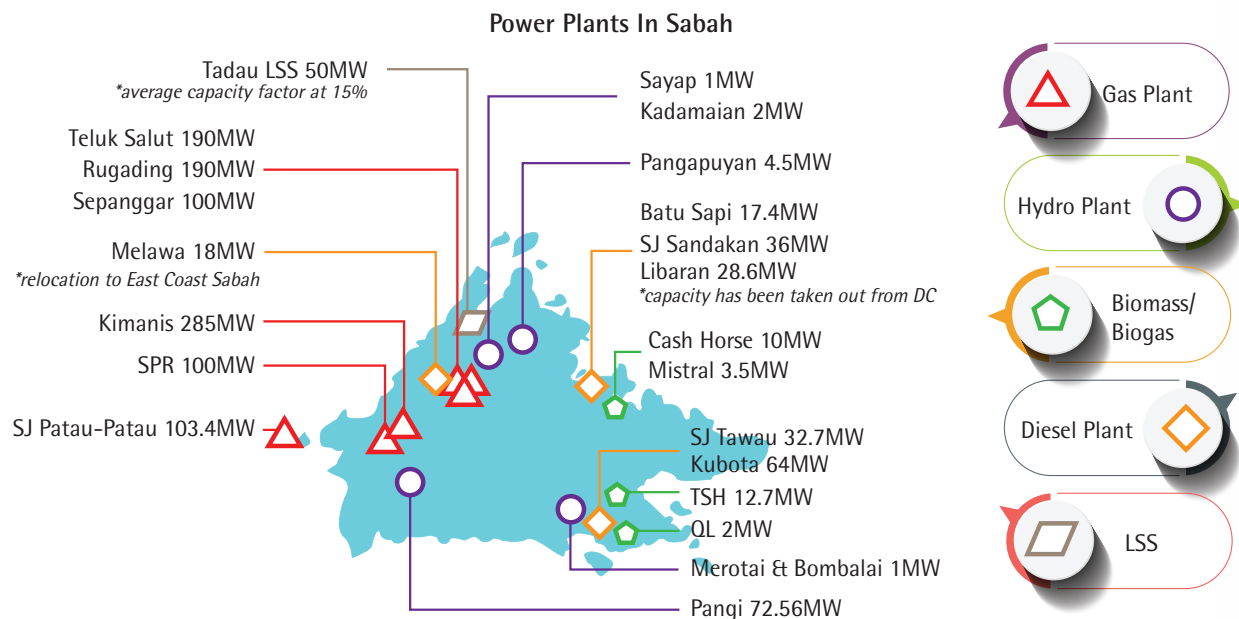 Power Plants In Sabah
Tadau LSS 50MW
*average capacity factor at 15%
Teluk Salut 190MW
Rugading 190MW
Sepanggar 100MW
Melawa 18MW
*relocation to East Coast Sabah
Kimanis 285MW
SPR 100MW
SJ Patau-Patau 103.4MW
Sayap 1MW
Kadamaian 2MW
Pangapuyan 4.5MW
Batu Sapi 17.4MW
SJ Sandakan 36MW
Libaran 28.6MW
*capacity has been taken out from DC
Cash Horse 10MW
Mistral 3.5MW
SJ Tawau 32.7MW
Kubota 64MW
TSH 12.7MW
QL 2MW
Merotai & Bombalai 1MW
Pangi 72.56MW
Gas Plant
Hydro Plant
Biomass/
Biogas
Diesel Plant
LSS